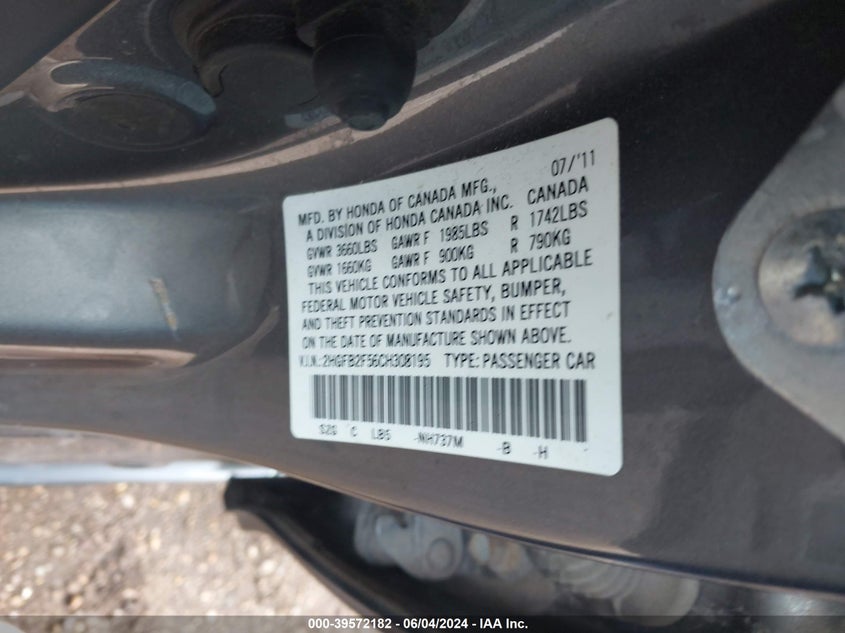 07/'11
MFD. BY HONDA OF CANADA MFG.,
A DIVISION OF HONDA CANADA INC. CANADA
GVWR 3660LBS GAWR F 1985LBS R 1742LBS
GVWR 1660KG GAWR F 900KG R 790KG
THIS VEHICLE CONFORMS TO ALL APPLICABLE
FEDERAL MOTOR VEHICLE SAFETY, BUMPER,
AND THEFT PREVENTION STANDARDS IN EFFECT
ON THE DATE OF MANUFACTURE SHOWN ABOVE.
V.I.N.: 2HGFB2F56CH308195 TYPE: PASSENGER CAR
C -NH737M -B -H
000-39572182 - 06/04/2024 - IAA Inc.